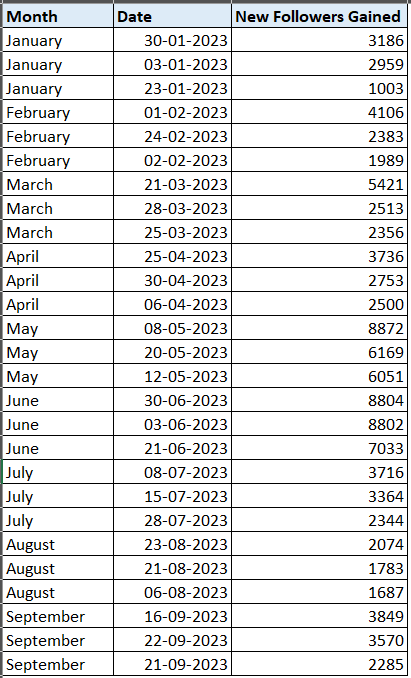 Month Date New Followers Gained
January 30-01-2023 3186
January 03-01-2023 2959
January 23-01-2023 1003
February 01-02-2023 4106
February 24-02-2023 2383
February 02-02-2023 1989
March 21-03-2023 5421
March 28-03-2023 2513
March 25-03-2023 2356
April 25-04-2023 3736
April 30-04-2023 2753
April 06-04-2023 2500
May 08-05-2023 8872
May 20-05-2023 6169
May 12-05-2023 6051
June 30-06-2023 8804
June 03-06-2023 8802
June 21-06-2023 7033
July 08-07-2023 3716
July 15-07-2023 3364
July 28-07-2023 2344
August 23-08-2023 2074
August 21-08-2023 1783
August 06-08-2023 1687
September 16-09-2023 3849
September 22-09-2023 3570
September 21-09-2023 2285